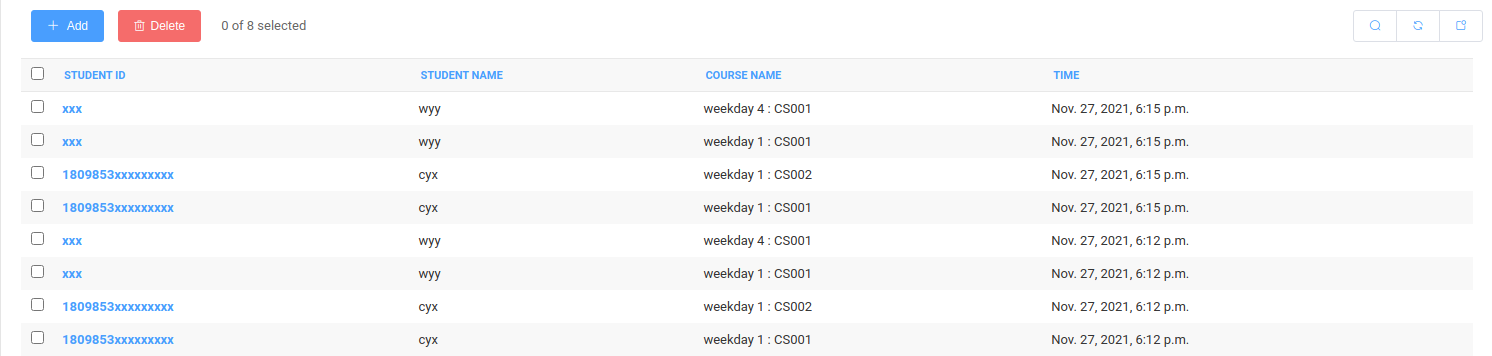 Add Delete 0 of 8 selected
STUDENT ID STUDENT NAME COURSE NAME TIME
xxx wyy weekday 4 : CS001 Nov. 27, 2021, 6:15 p.m.
xxx wyy weekday 1 : CS001 Nov. 27, 2021, 6:15 p.m.
1809853xxxxxxxxx cyx weekday 1 : CS002 Nov. 27, 2021, 6:15 p.m.
1809853xxxxxxxxx cyx weekday 1 : CS001 Nov. 27, 2021, 6:15 p.m.
xxx wyy weekday 4 : CS001 Nov. 27, 2021, 6:12 p.m.
xxx wyy weekday 1 : CS001 Nov. 27, 2021, 6:12 p.m.
1809853xxxxxxxxx cyx weekday 1 : CS002 Nov. 27, 2021, 6:12 p.m.
1809853xxxxxxxxx cyx weekday 1 : CS001 Nov. 27, 2021, 6:12 p.m.